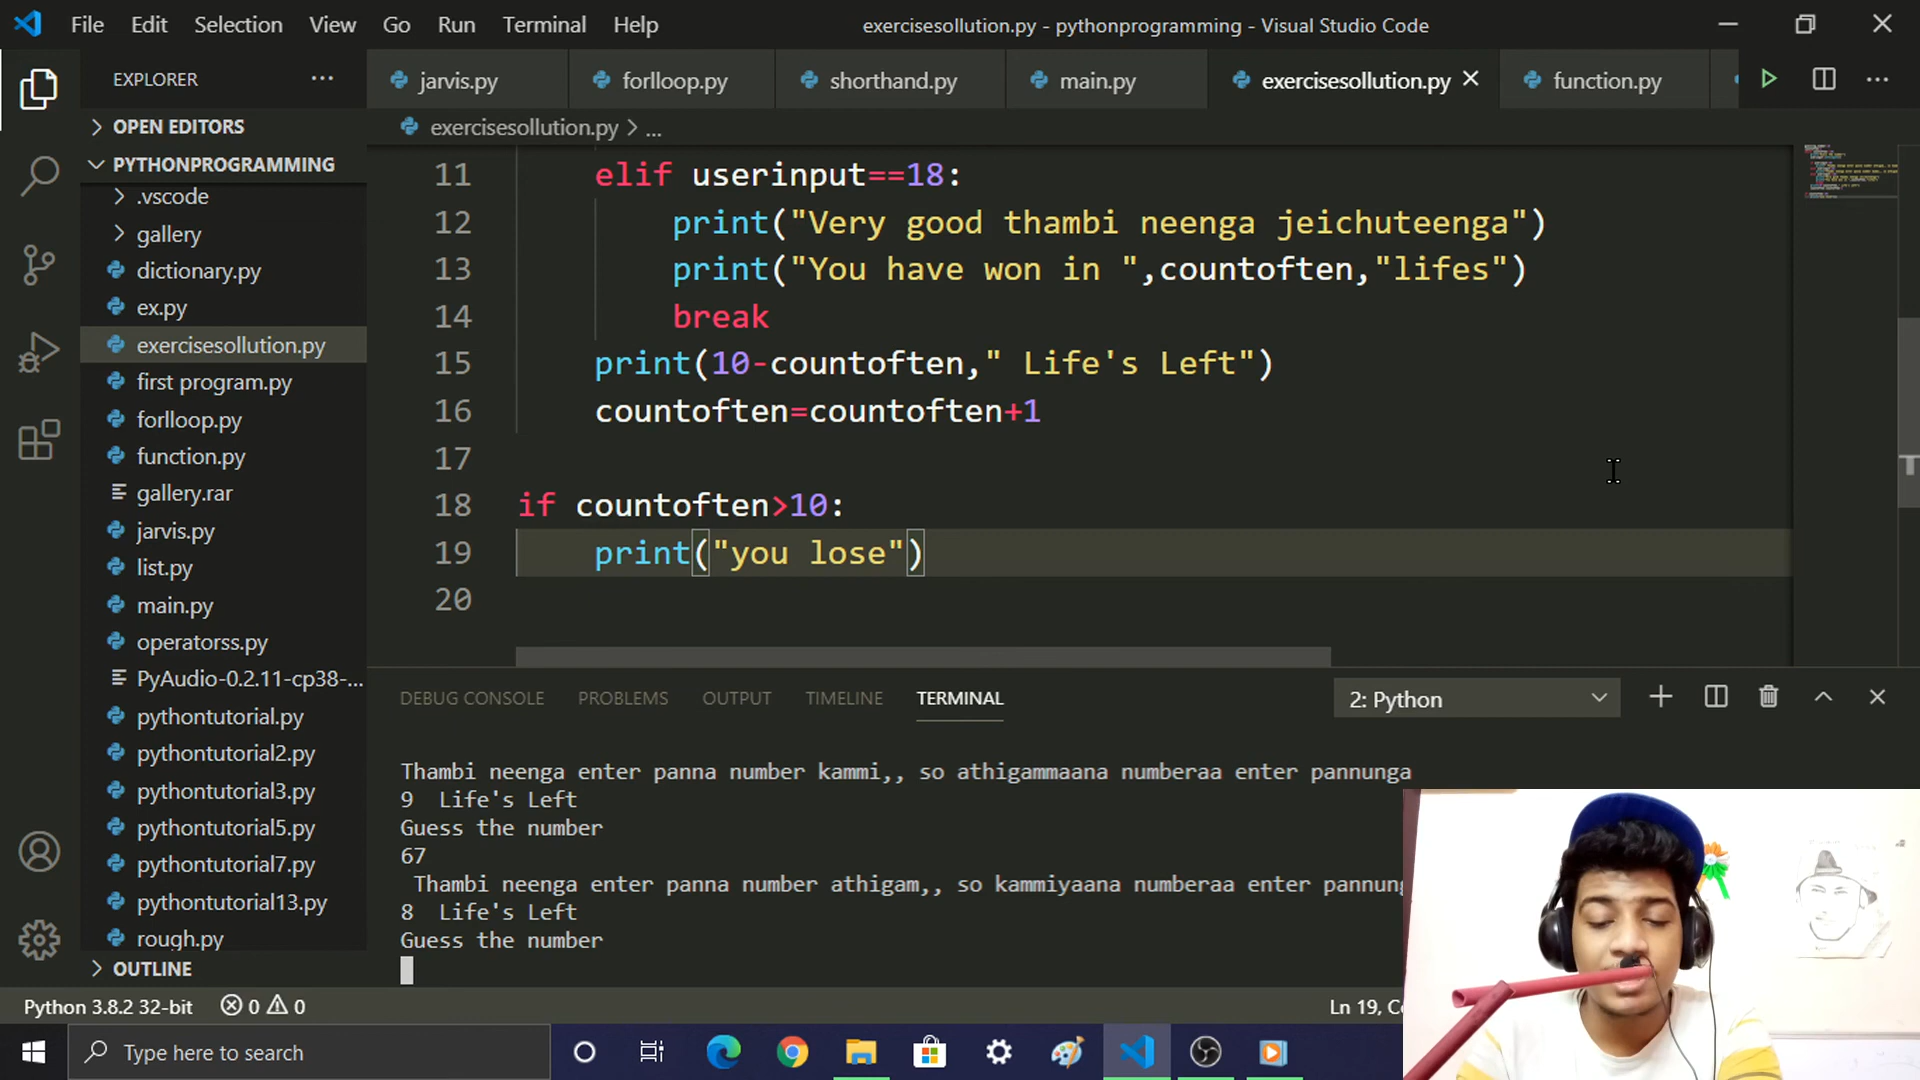 File Edit Selection View Go Run Terminal Help
exercisesollution.py - pythonprogramming - Visual Studio Code
EXPLORER ...
jarvis.py forlloop.py shorthand.py main.py exercisesollution.py function.py
OPEN EDITORS
exercisesollution.py > ...
PYTHONPROGRAMMING
.vscode
gallery
dictionary.py
ex.py
exercisesollution.py
first program.py
forlloop.py
function.py
gallery.rar
jarvis.py
list.py
main.py
operatorss.py
PyAudio-0.2.11-cp38-...
pythontutorial.py
pythontutorial2.py
pythontutorial3.py
pythontutorial5.py
pythontutorial7.py
pythontutorial13.py
rough.py
OUTLINE
11 elif userinput==18:
12 print("Very good thambi neenga jeichuteenga")
13 print("You have won in ",countoften,"lifes")
14 break
15 print(10-countoften," Life's Left")
16 countoften=countoften+1
17
18 if countoften>10:
19 print("you lose")
20
DEBUG CONSOLE PROBLEMS OUTPUT TIMELINE TERMINAL
2: Python
Thambi neenga enter panna number kammi,, so athigammaana numberaa enter pannunga
9 Life's Left
Guess the number
67
Thambi neenga enter panna number athigam,, so kammiyaana numberaa enter
8 Life's Left
Guess the number
Python 3.8.2 32-bit 0 0
Ln 19,
Type here to search